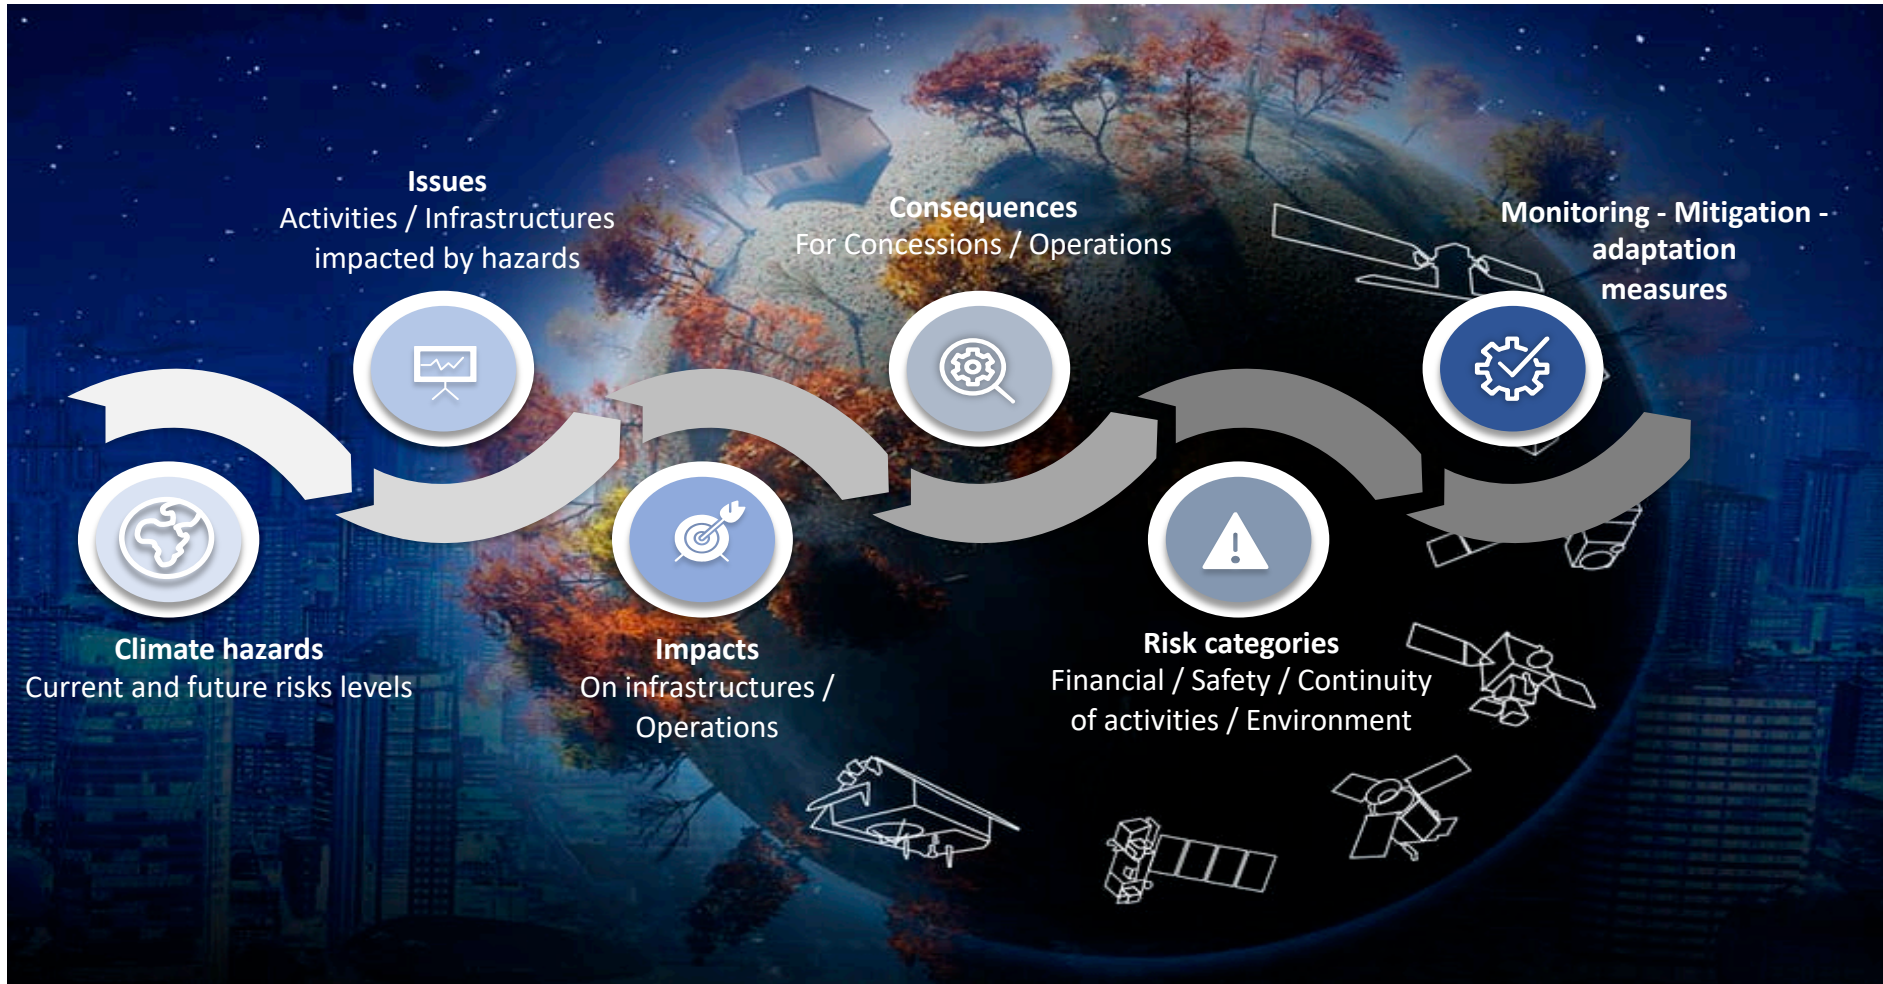 Climate hazards
Current and future risks levels
Issues
Activities / Infrastructures
impacted by hazards
Impacts
On infrastructures /
Operations
Consequences
For Concessions / Operations
Risk categories
Financial / Safety / Continuity
of activities / Environment
Monitoring - Mitigation -
adaptation
measures